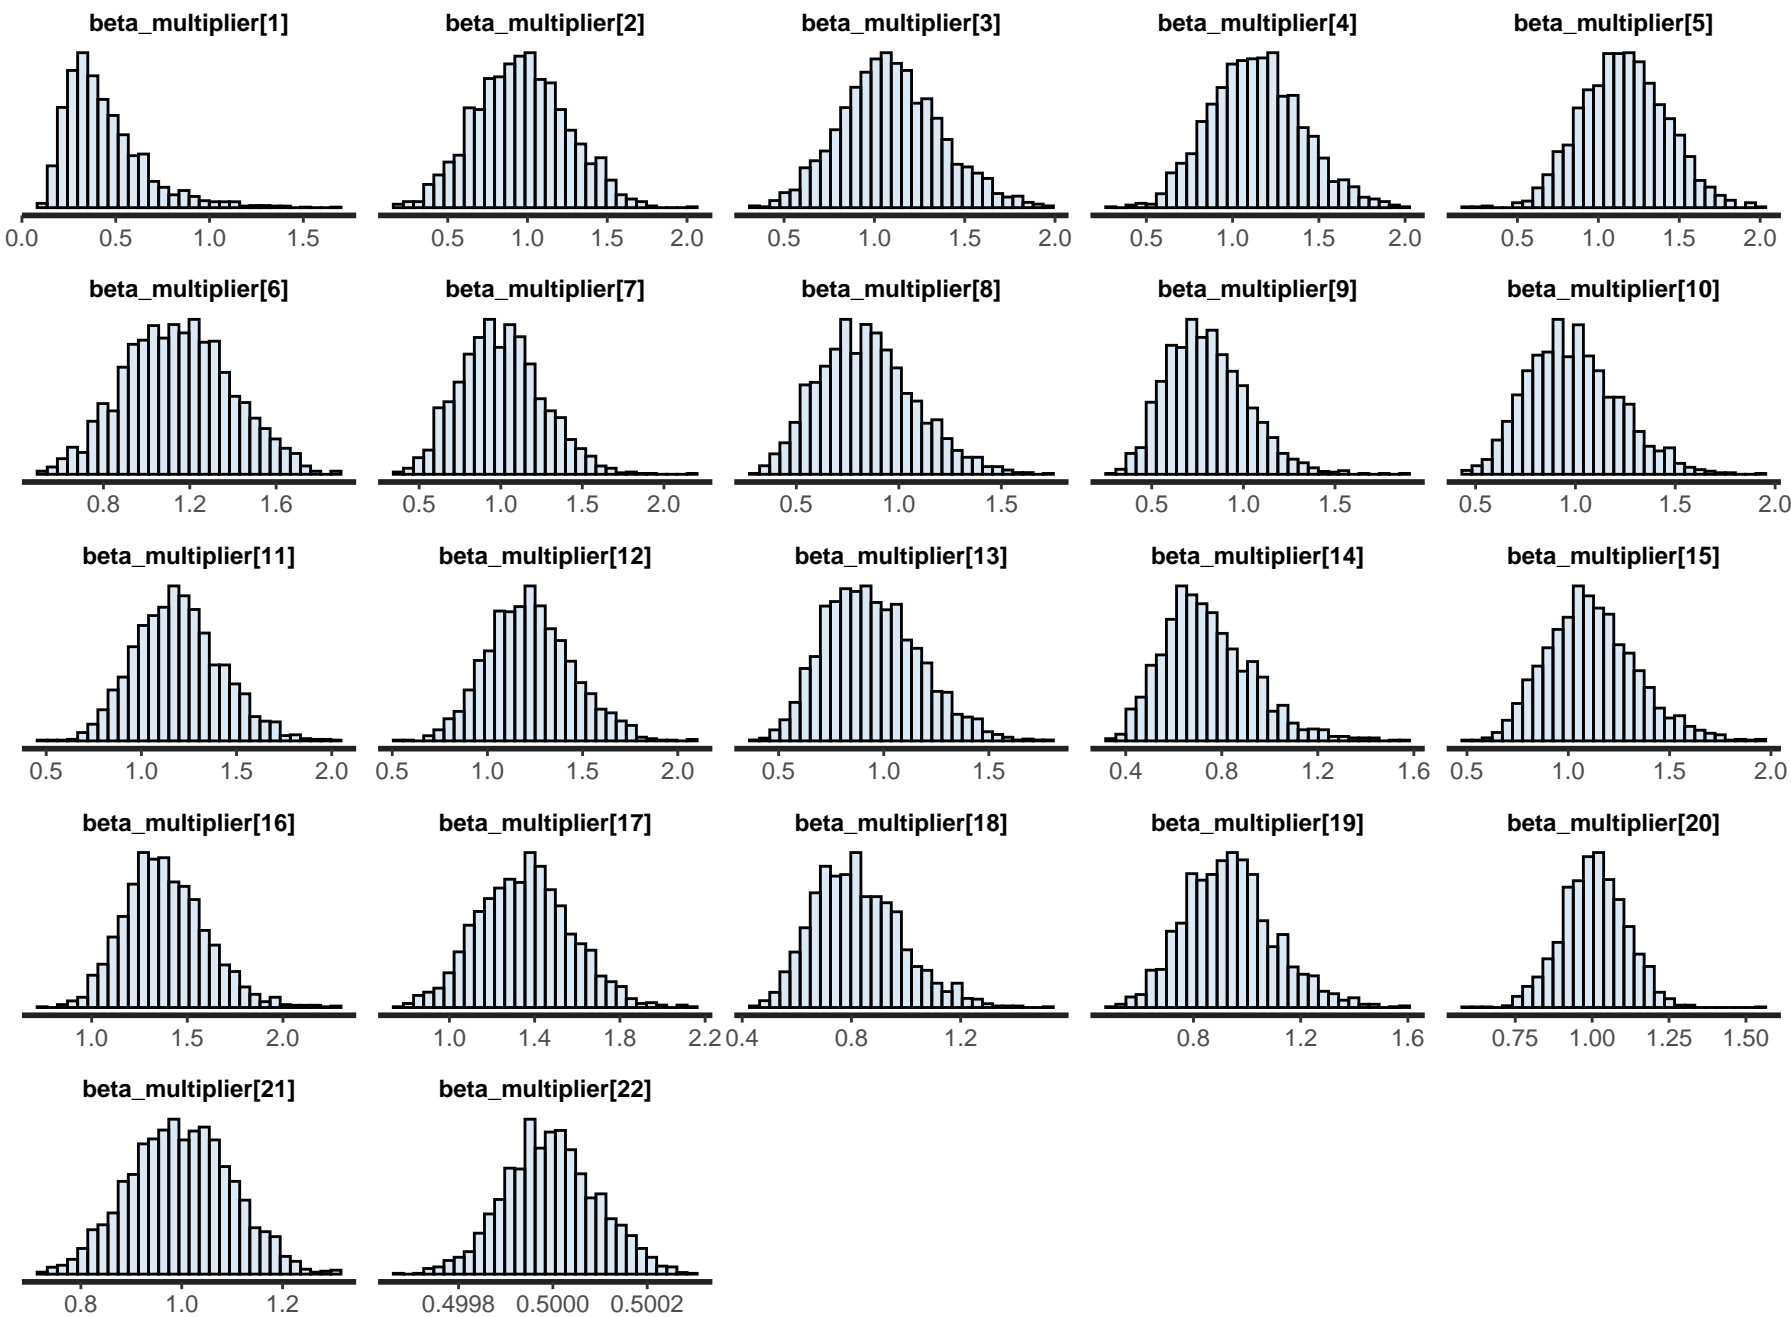 beta_multiplier[1] beta_multiplier[2] beta_multiplier[3] beta_multiplier[4] beta_multiplier[5]
0.0 0.5 1.0 1.5 0.5 1.0 1.5 2.0 0.5 1.0 1.5 2.0 0.5 1.0 1.5 2.0 0.5 1.0 1.5 2.0
beta_multiplier[6] beta_multiplier[7] beta_multiplier[8] beta_multiplier[9] beta_multiplier[10]
0.8 1.2 1.6 0.5 1.0 1.5 2.0 0.5 1.0 1.5 0.5 1.0 1.5 0.5 1.0 1.5 2.0
beta_multiplier[11] beta_multiplier[12] beta_multiplier[13] beta_multiplier[14] beta_multiplier[15]
0.5 1.0 1.5 2.0 0.5 1.0 1.5 2.0 0.5 1.0 1.5 0.4 0.8 1.2 1.6 0.5 1.0 1.5 2.0
beta_multiplier[16] beta_multiplier[17] beta_multiplier[18] beta_multiplier[19] beta_multiplier[20]
1.0 1.5 2.0 1.0 1.4 1.8 2.2 0.4 0.8 1.2 0.8 1.2 1.6 0.75 1.00 1.25 1.50
beta_multiplier[21] beta_multiplier[22]
0.8 1.0 1.2 0.4998 0.5000 0.5002